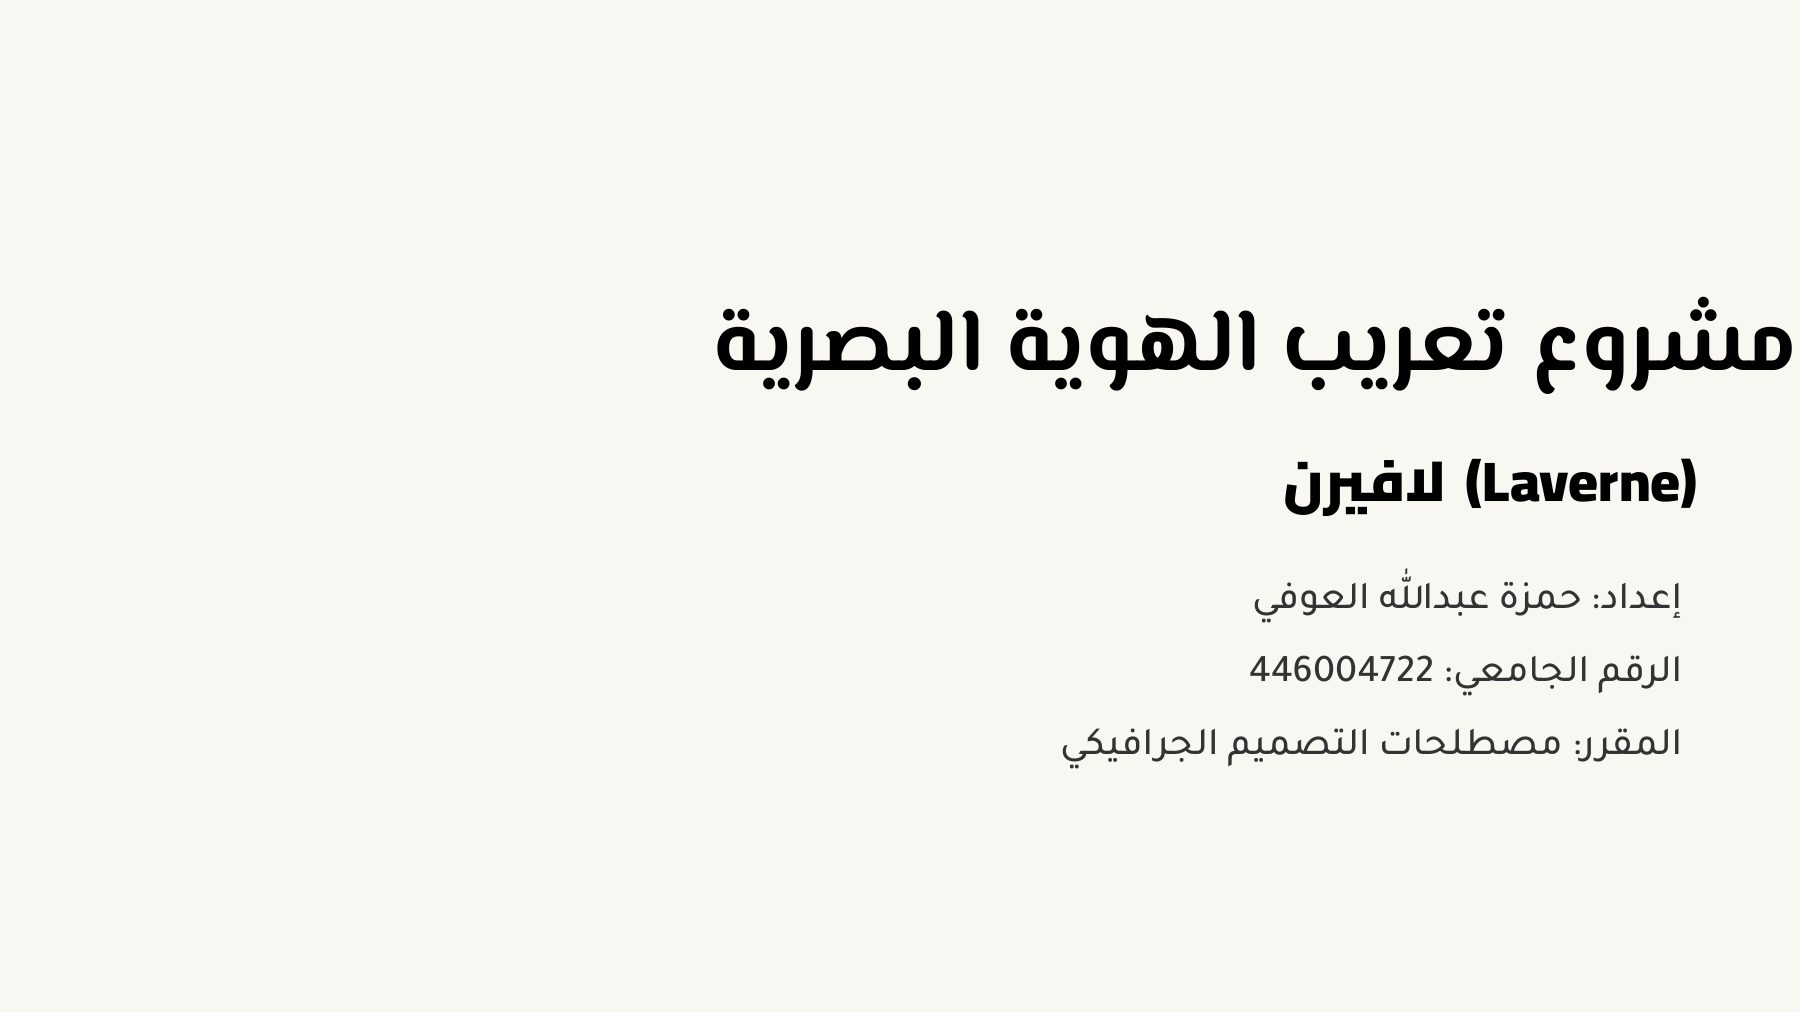 مشروع تعريب الهوية البصرية
(Laverne) لافيرن
إعداد: حمزة عبدالله العوفي
الرقم الجامعي: 446004722
المقرر: مصطلحات التصميم الجرافيكي